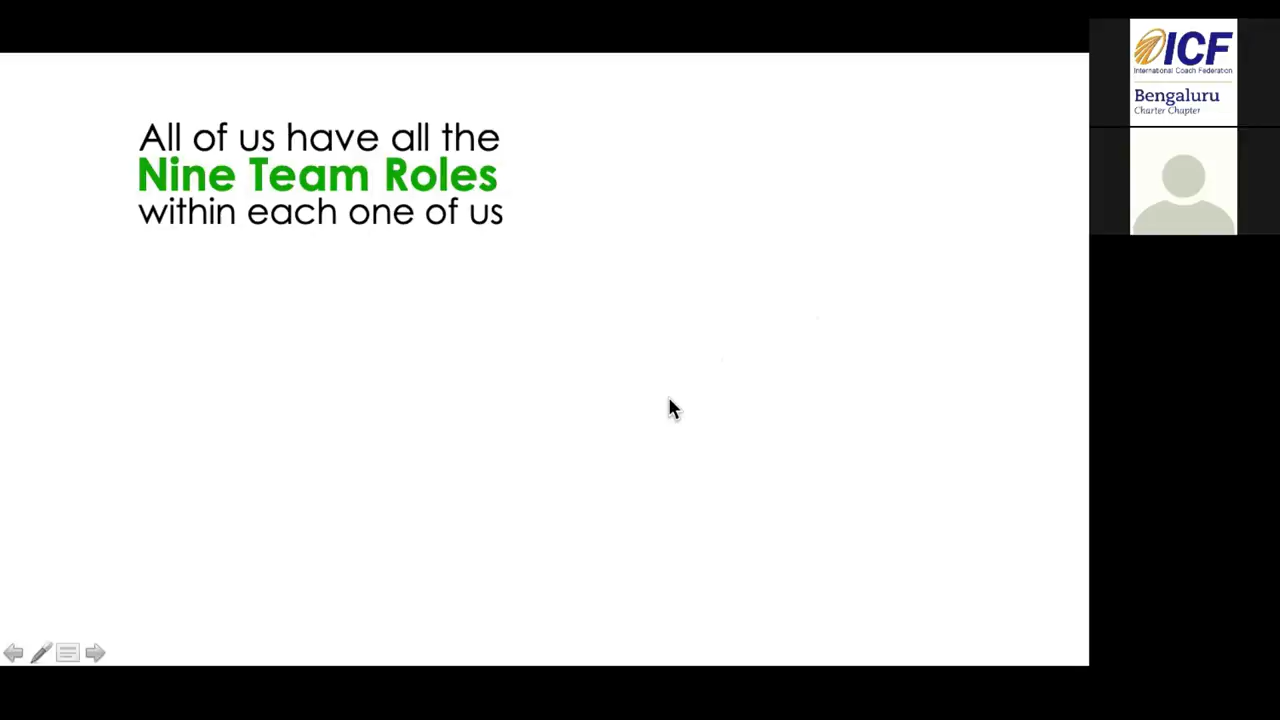 All of us have all the
Nine Team Roles
within each one of us
ICF
International Coach Federation
Bengaluru
Charter Chapter